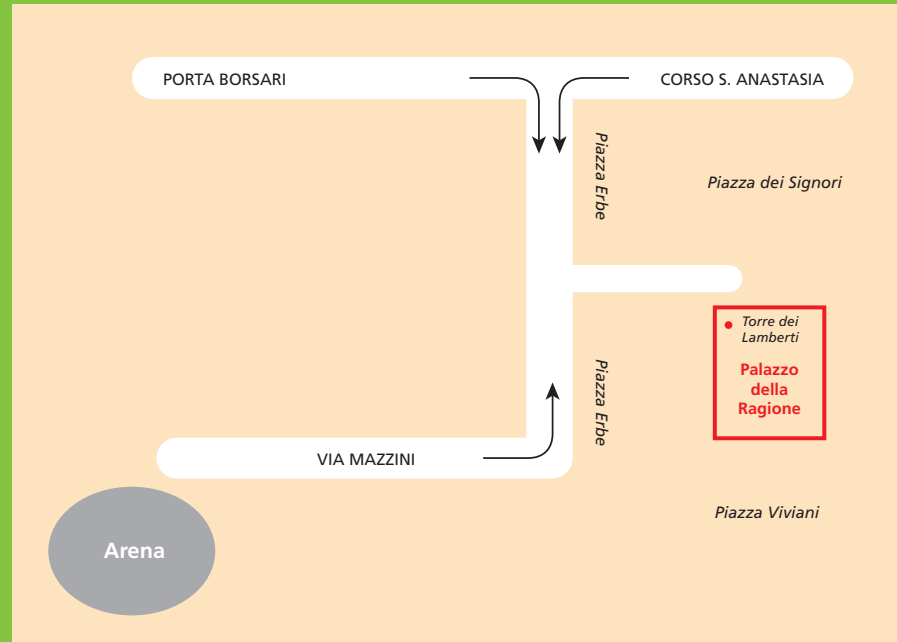 PORTA BORSARI
CORSO S. ANASTASIA
Piazza Erbe
Piazza dei Signori
Torre dei
Lamberti
Palazzo
della
Ragione
Piazza Erbe
VIA MAZZINI
Piazza Viviani
Arena